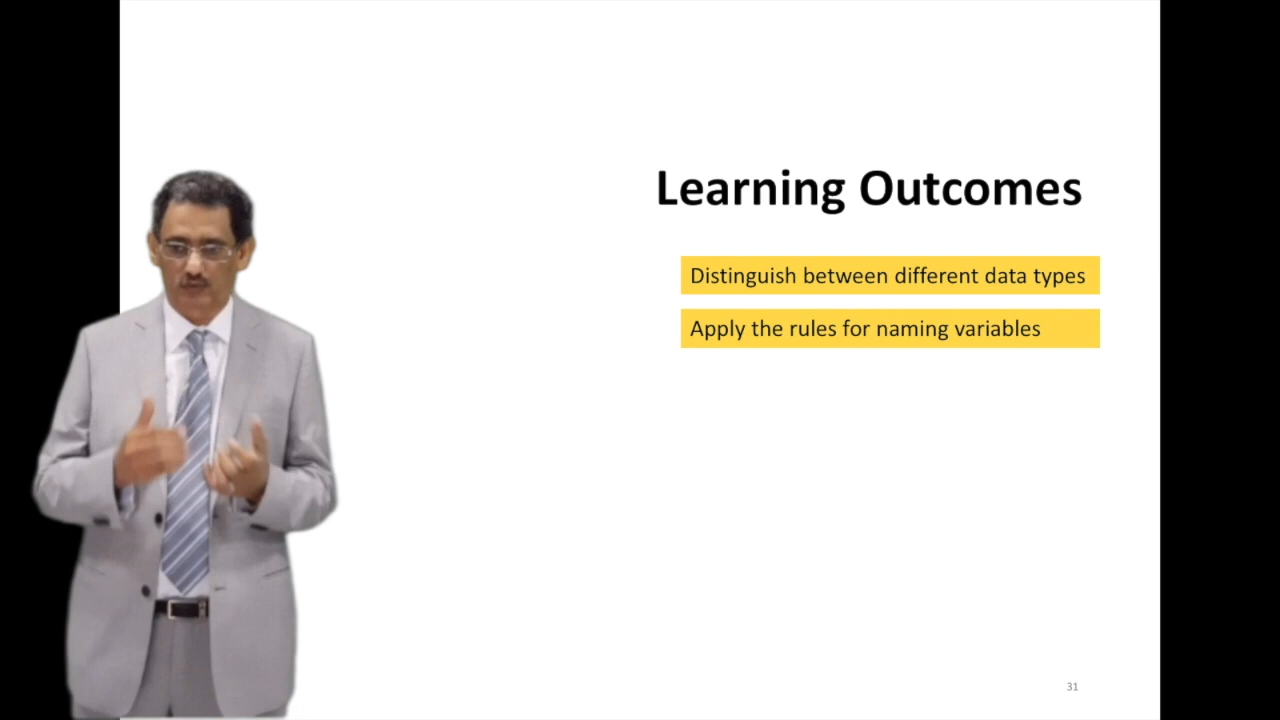 Learning Outcomes
Distinguish between different data types
Apply the rules for naming variables
31